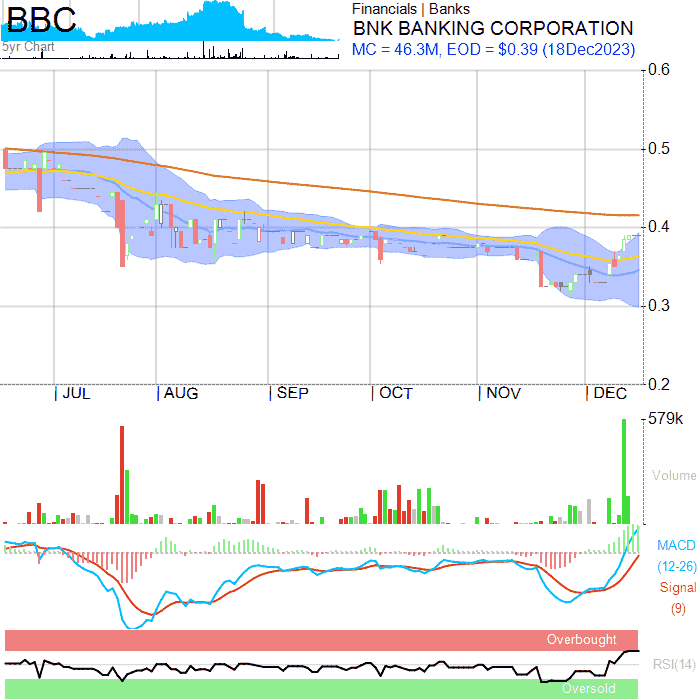 BBC
5yr Chart
Financials | Banks
BNK BANKING CORPORATION
MC = 46.3M, EOD = $0.39 (18Dec2023)
0.6
0.5
0.4
0.3
0.2
| JUL | AUG | SEP | OCT | NOV | DEC
579k
Volume
MACD
(12-26)
Signal
(9)
Overbought
RSI(14)
Oversold